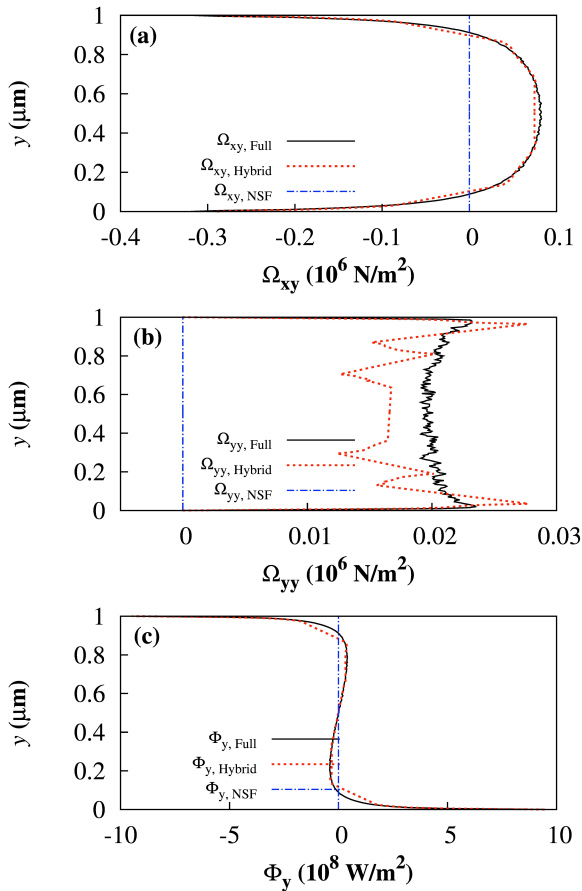 (a)
1
0.8
0.6
0.4
0.2
0
y (μm)
Ωxy, Full
Ωxy, Hybrid
Ωxy, NSF
-0.4 -0.3 -0.2 -0.1 0 0.1
Ωxy (10⁶ N/m²)
(b)
1
0.8
0.6
0.4
0.2
0
y (μm)
Ωyy, Full
Ωyy, Hybrid
Ωyy, NSF
0 0.01 0.02 0.03
Ωyy (10⁶ N/m²)
(c)
1
0.8
0.6
0.4
0.2
0
y (μm)
Φy, Full
Φy, Hybrid
Φy, NSF
-10 -5 0 5 10
Φy (10⁸ W/m²)